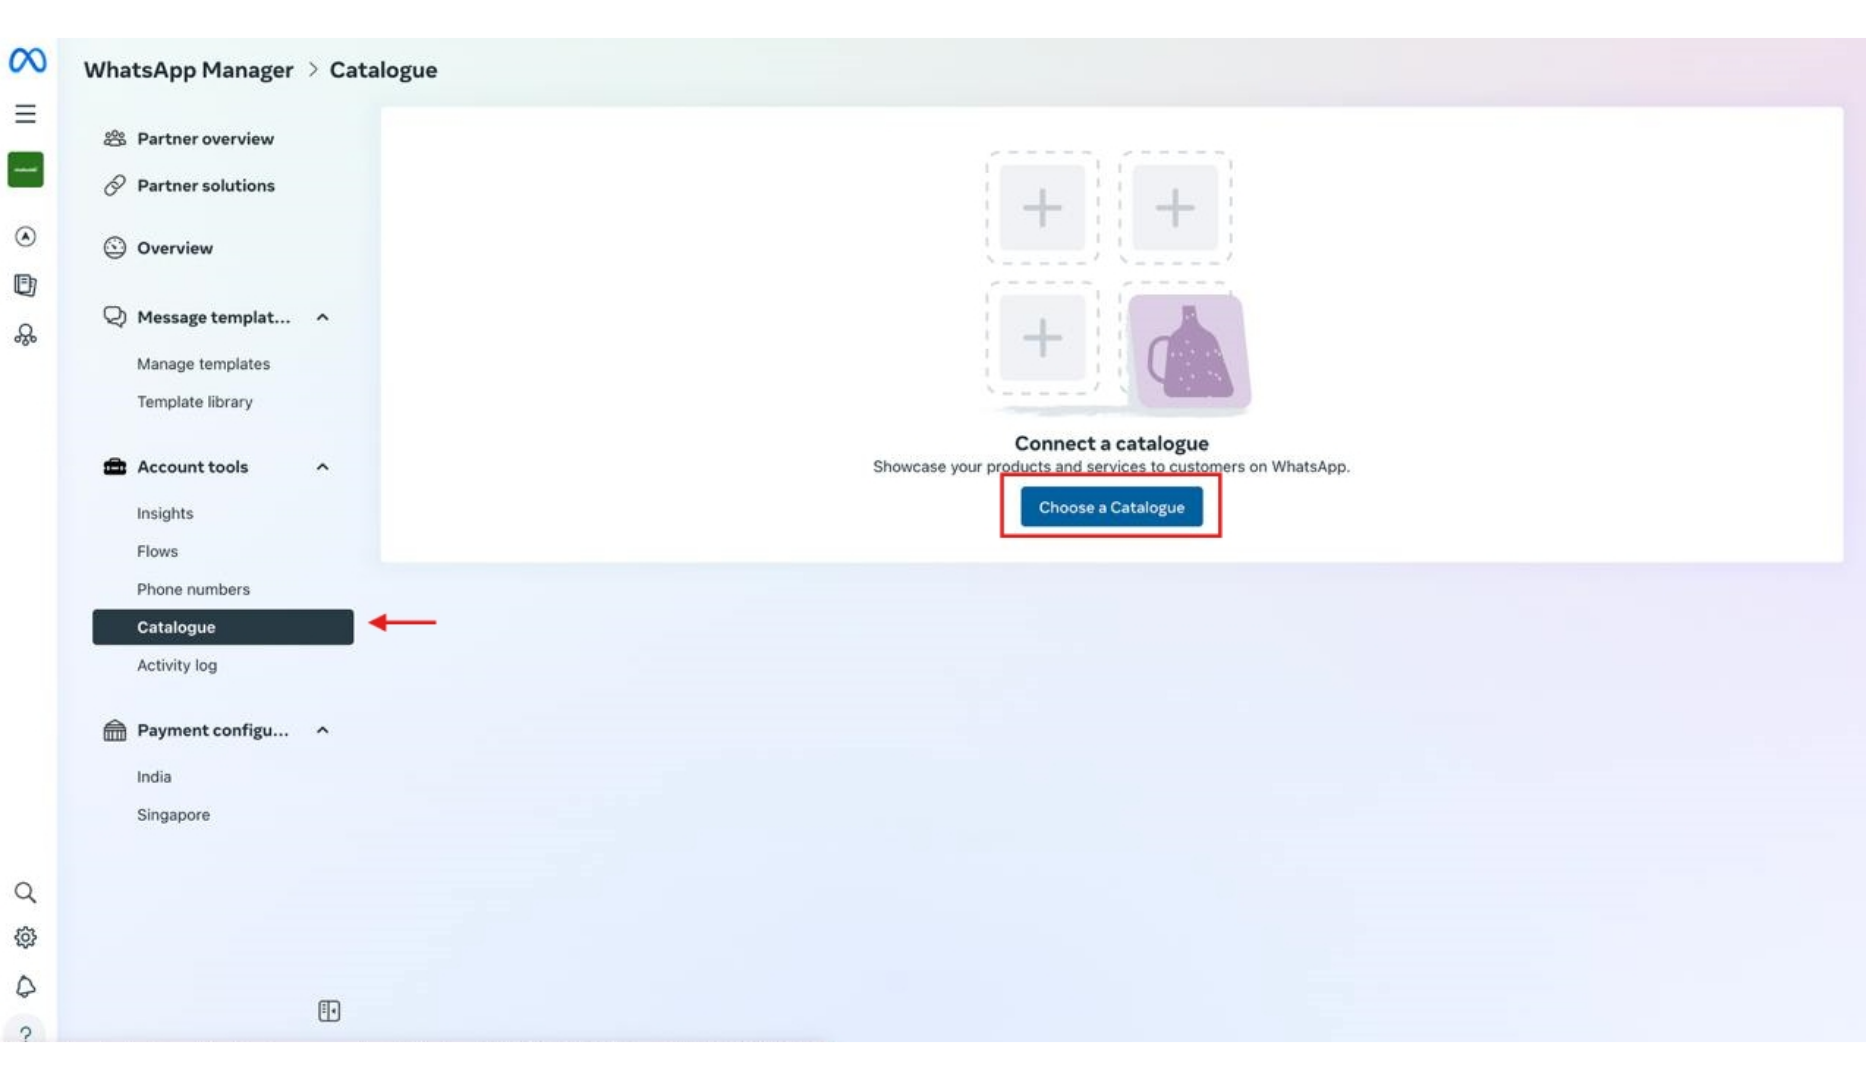 WhatsApp Manager > Catalogue
Partner overview
Partner solutions
Overview
Message templat...
Manage templates
Template library
Account tools
Insights
Flows
Phone numbers
Catalogue
Activity log
Payment configu...
India
Singapore
Connect a catalogue
Showcase your products and services to customers on WhatsApp.
Choose a Catalogue